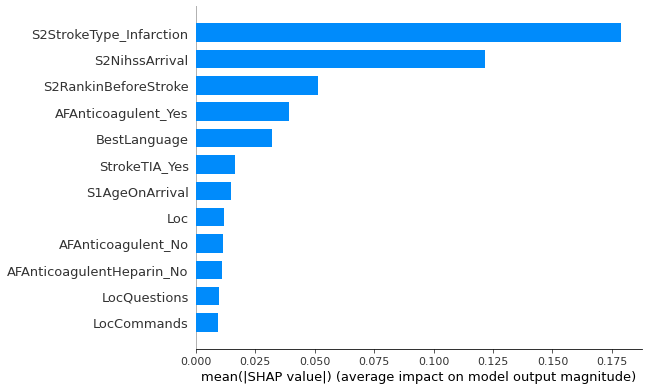 S2StrokeType_Infarction
S2NihssArrival
S2RankinBeforeStroke
AFAnticoagulent_Yes
BestLanguage
StrokeTIA_Yes
S1AgeOnArrival
Loc
AFAnticoagulent_No
AFAnticoagulentHeparin_No
LocQuestions
LocCommands
0.000 0.025 0.050 0.075 0.100 0.125 0.150 0.175
mean(|SHAP value|) (average impact on model output magnitude)